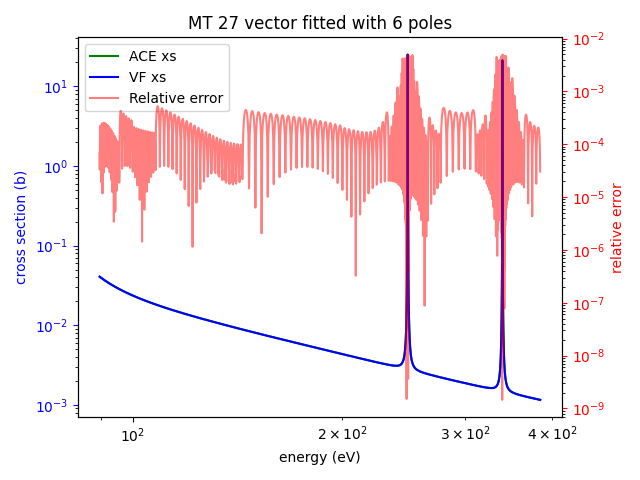 MT 27 vector fitted with 6 poles
ACE xs
VF xs
Relative error
cross section (b)
10¹
10⁰
10⁻¹
10⁻²
10⁻³
10⁻²
10⁻³
10⁻⁴
10⁻⁵
10⁻⁶
10⁻⁷
10⁻⁸
10⁻⁹
relative error
10² 2 × 10² 3 × 10² 4 × 10²
energy (eV)